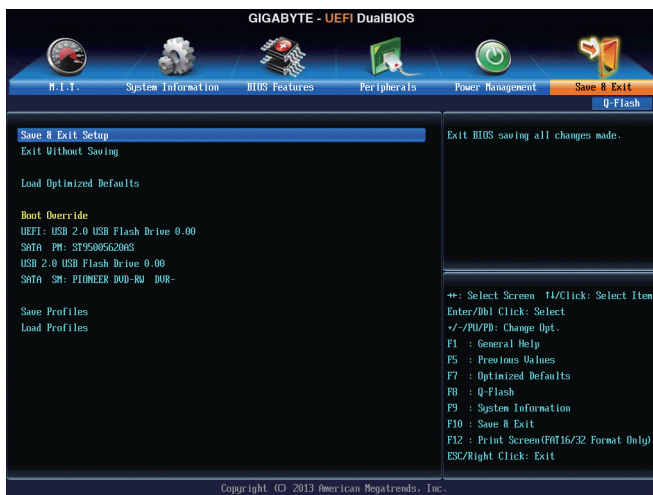 GIGABYTE - UEFI DualBIOS
M.I.T. System Information BIOS Features Peripherals Power Management Save & Exit
Q-Flash
Save & Exit Setup
Exit Without Saving
Load Optimized Defaults
Boot Override
UEFI: USB 2.0 USB Flash Drive 0.00
SATA PM: ST95005620AS
USB 2.0 USB Flash Drive 0.00
SATA SM: PIONEER DVD-RW DVR-
Save Profiles
Load Profiles
Exit BIOS saving all changes made.
→←: Select Screen ↑↓/Click: Select Item
Enter/Dbl Click: Select
+/-/PU/PD: Change Opt.
F1 : General Help
F5 : Previous Values
F7 : Optimized Defaults
F8 : Q-Flash
F9 : System Information
F10 : Save & Exit
F12 : Print Screen(FAT16/32 Format Only)
ESC/Right Click: Exit
Copyright (C) 2013 American Megatrends, Inc.